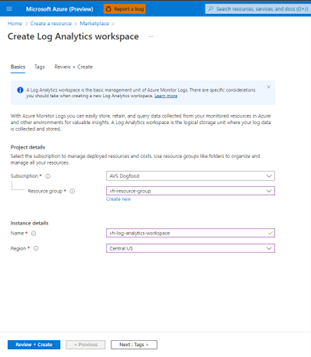 Microsoft Azure (Preview)
Report a bug
Search resources, services, and docs (G+/)
Home > Create a resource > Marketplace >
Create Log Analytics workspace ...
Basics Tags Review + Create
A Log Analytics workspace is the basic management unit of Azure Monitor Logs. There are specific considerations
you should take when creating a new Log Analytics workspace. Learn more
With Azure Monitor Logs you can easily store, retain, and query data collected from your monitored resources in Azure
and other environments for valuable insights. A Log Analytics workspace is the logical storage unit where your log
data is collected and stored.
Project details
Select the subscription to manage deployed resources and costs. Use resource groups like folders to organize and
manage all your resources.
Subscription *
AVS Dogfood
Resource group *
vh-resource-group
Create new
Instance details
Name *
vh-log-analytics-workspace
Region *
Central US
Review + Create
< Previous
Next : Tags >